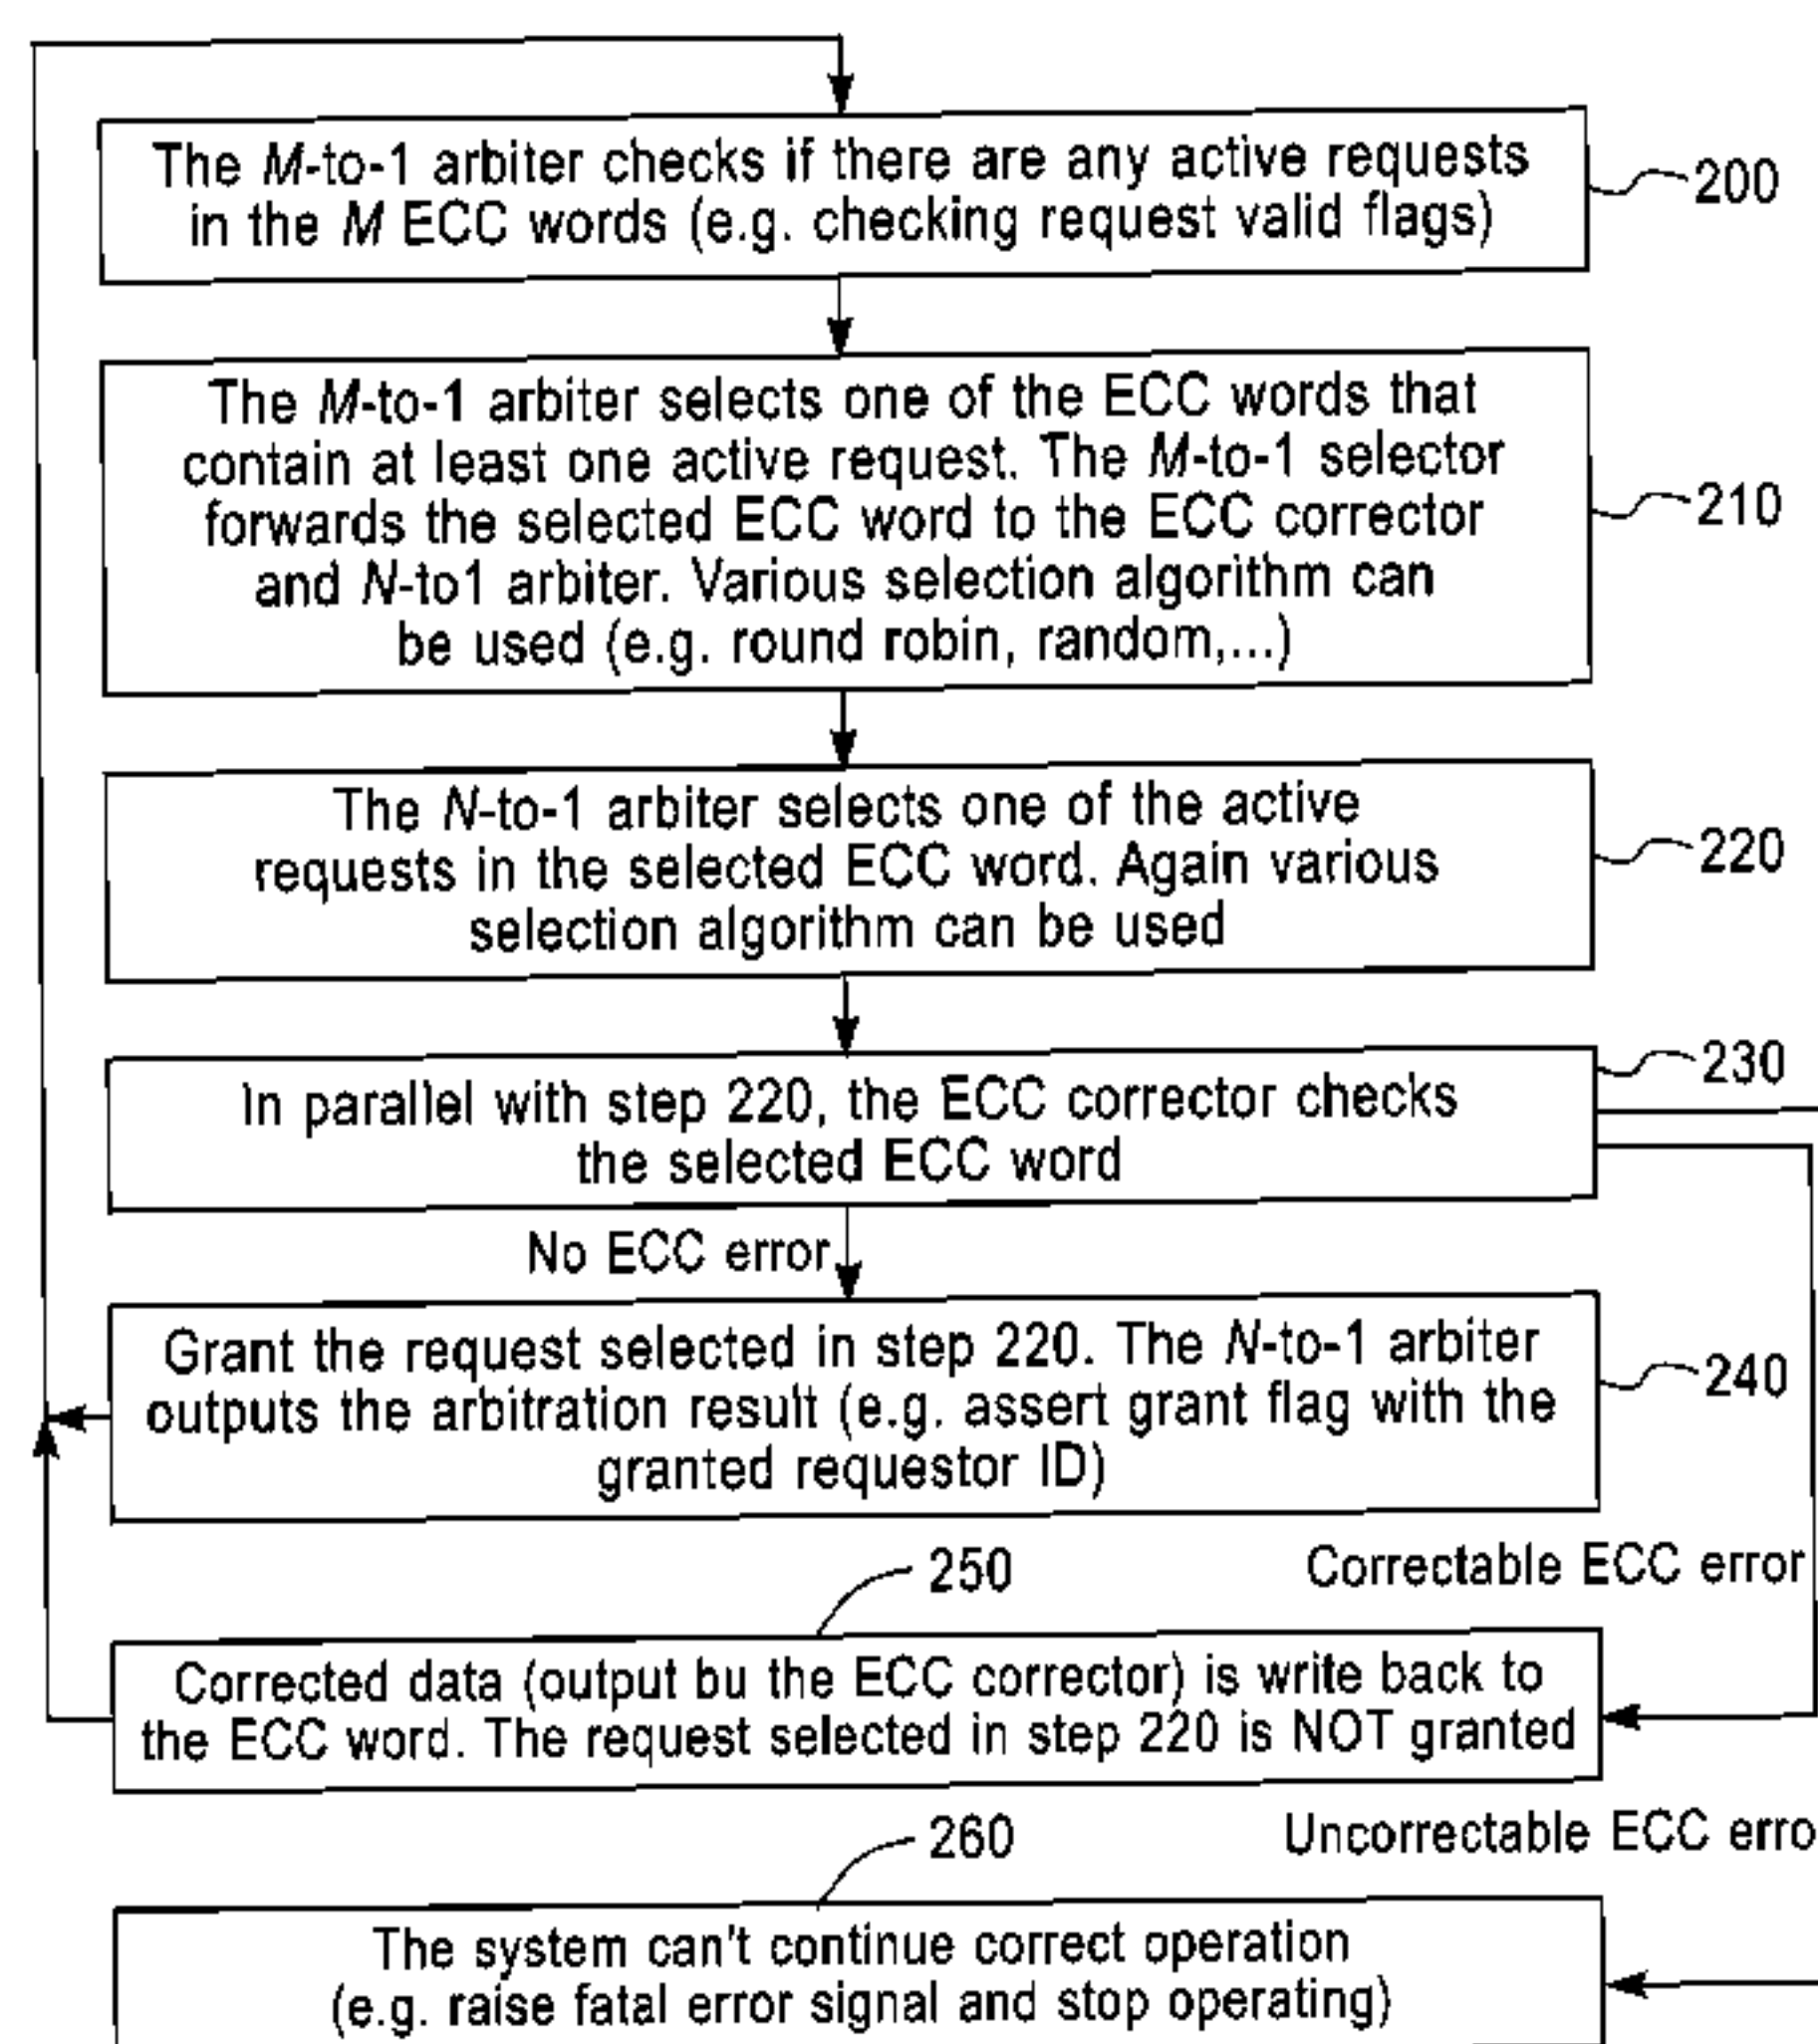 The M-to-1 arbiter checks if there are any active requests
in the M ECC words (e.g. checking request valid flags)
200
The M-to-1 arbiter selects one of the ECC words that
contain at least one active request. The M-to-1 selector
forwards the selected ECC word to the ECC corrector
and N-to1 arbiter. Various selection algorithm can
be used (e.g. round robin, random,...)
210
The N-to-1 arbiter selects one of the active
requests in the selected ECC word. Again various
selection algorithm can be used
220
In parallel with step 220, the ECC corrector checks
the selected ECC word
230
No ECC error
Grant the request selected in step 220. The N-to-1 arbiter
outputs the arbitration result (e.g. assert grant flag with the
granted requestor ID)
240
250
Correctable ECC error
Corrected data (output bu the ECC corrector) is write back to
the ECC word. The request selected in step 220 is NOT granted
260
Uncorrectable ECC erro
The system can't continue correct operation
(e.g. raise fatal error signal and stop operating)